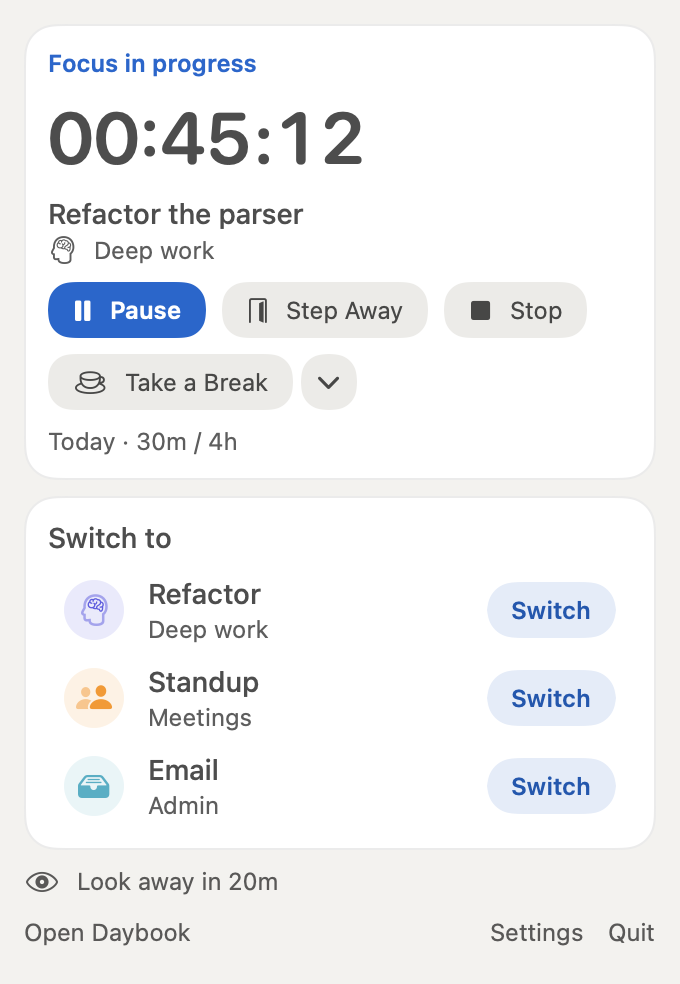 Focus in progress
00:45:12
Refactor the parser
Deep work
Pause
Step Away
Stop
Take a Break
Today · 30m / 4h
Switch to
Refactor
Deep work
Switch
Standup
Meetings
Switch
Email
Admin
Switch
Look away in 20m
Open Daybook
Settings
Quit